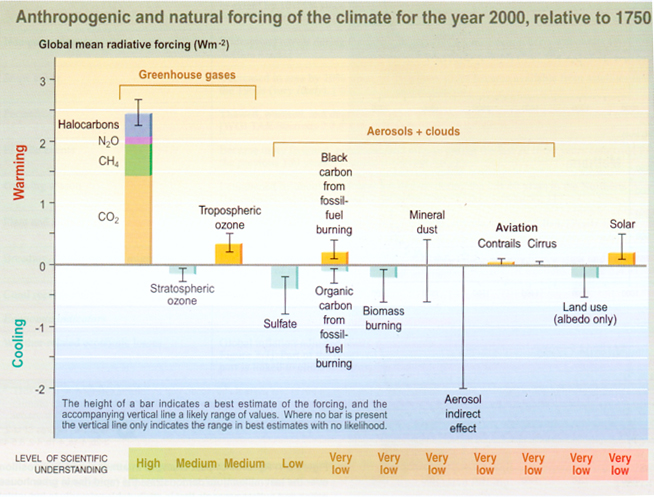 Anthropogenic and natural forcing of the climate for the year 2000, relative to 1750
Global mean radiative forcing (Wm-2)
Greenhouse gases
3
Halocarbons
N2O
2
CH4
Aerosols + clouds
Warming
Black
carbon
from
fossil-
fuel
burning
Mineral
dust
Tropospheric
ozone
Aviation
Contrails Cirrus
Solar
1
CO2
0
Stratospheric
ozone
Sulfate
Organic
carbon
from
fossil-
fuel
burning
Biomass
burning
Land use
(albedo only)
-1
Cooling
-2
Aerosol
indirect
effect
The height of a bar indicates a best estimate of the forcing, and the
accompanying vertical line a likely range of values. Where no bar is present
the vertical line only indicates the range in best estimates with no likelihood.
LEVEL OF SCIENTIFIC
UNDERSTANDING
High Medium Medium Low Very low Very low Very low Very low Very low Very low Very low